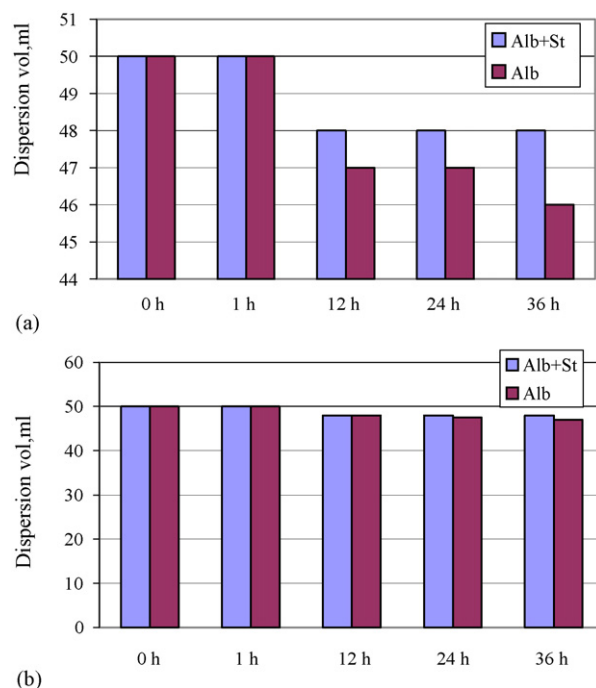 51
50
49
48
47
46
45
44
Dispersion vol,ml
Alb+St
Alb
0 h 1 h 12 h 24 h 36 h
(a)
60
50
40
30
20
10
0
Dispersion vol,ml
Alb+St
Alb
0 h 1 h 12 h 24 h 36 h
(b)